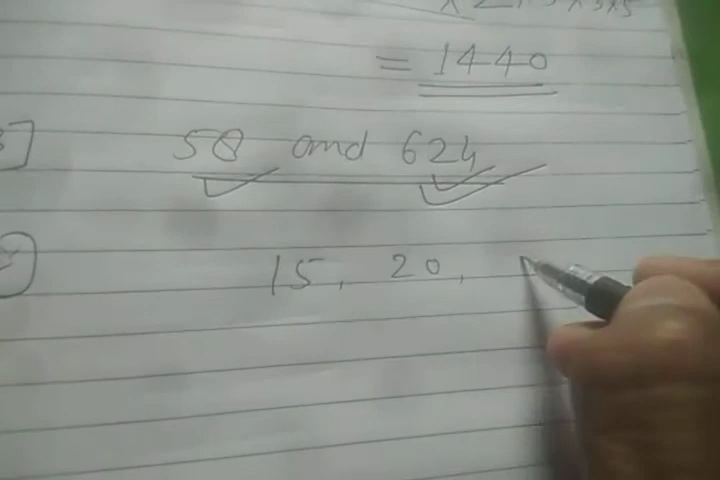 = 1440
58 and 624
15, 20,